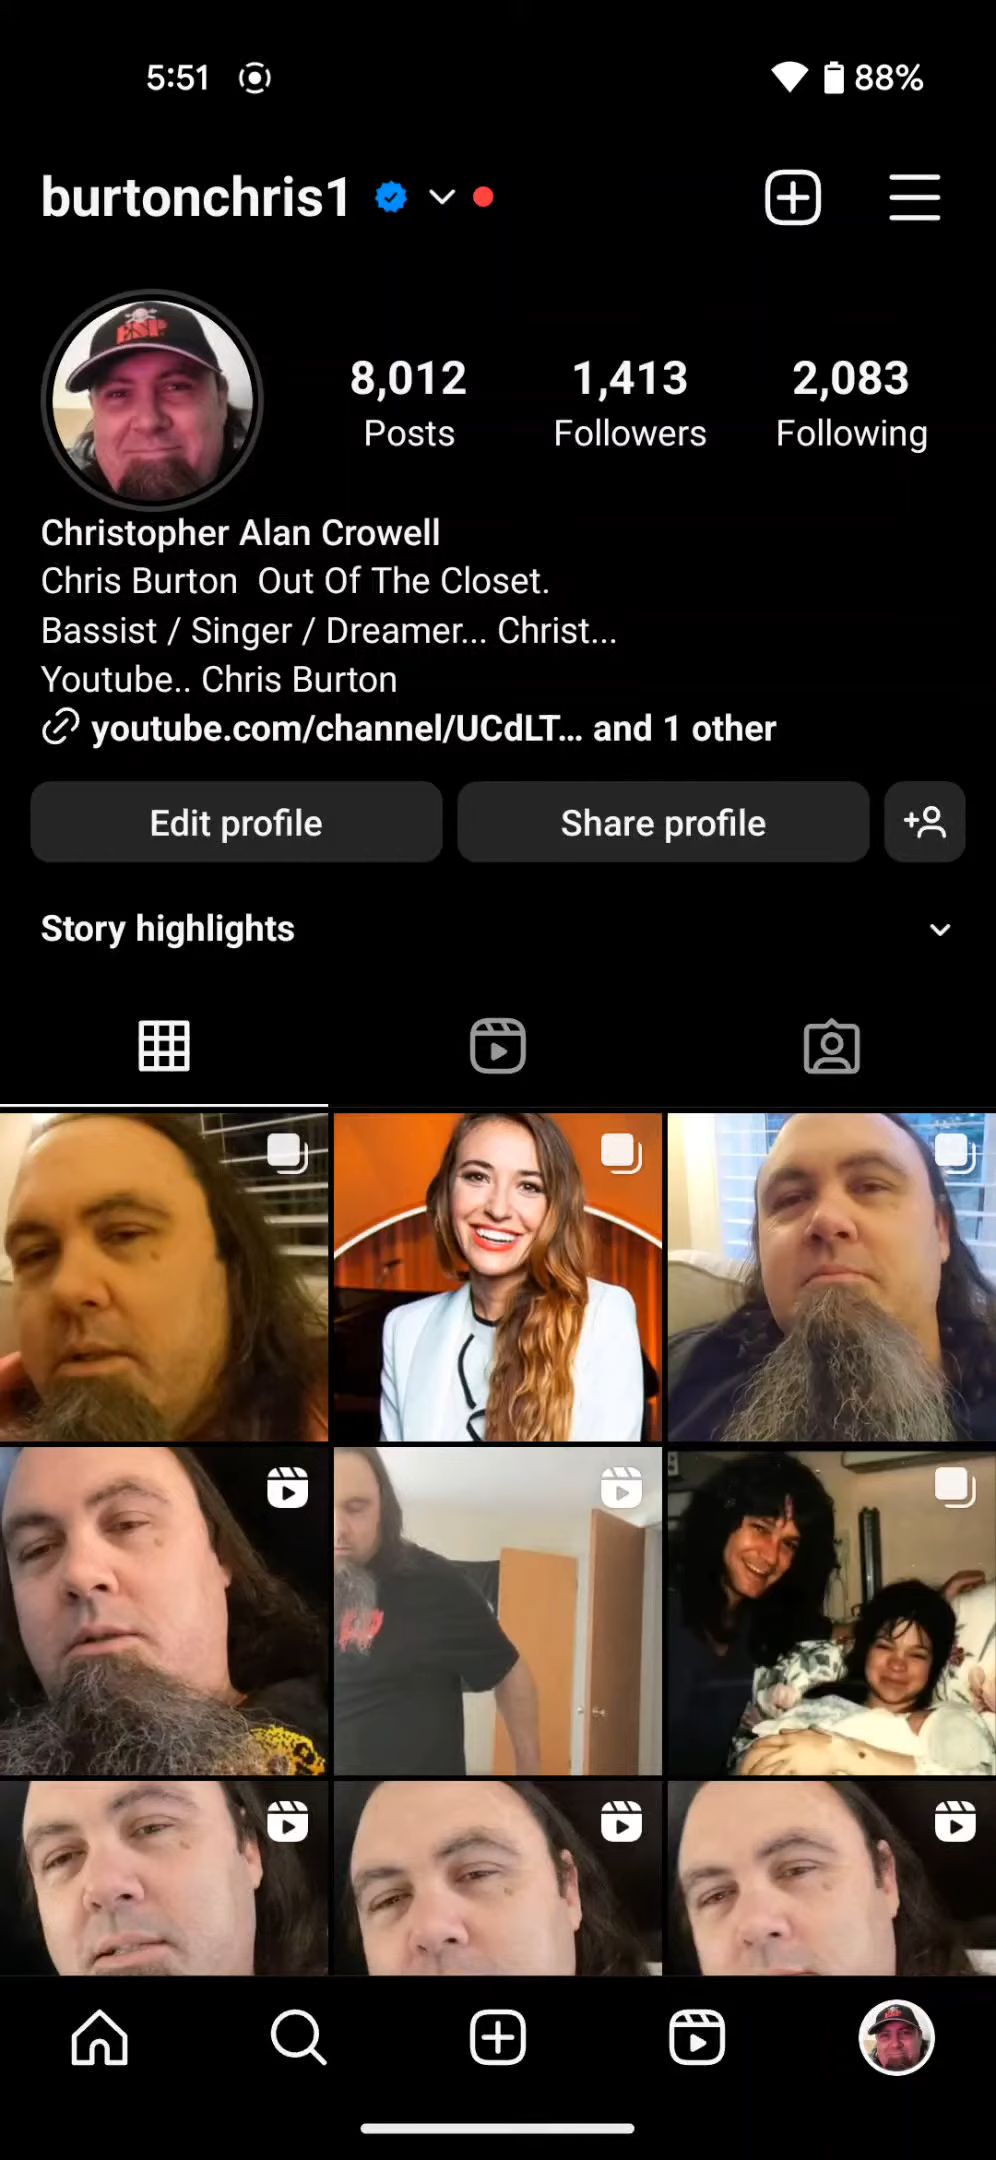 5:51 88%
burtonchris1
ESP
8,012 1,413 2,083
Posts Followers Following
Christopher Alan Crowell
Chris Burton  Out Of The Closet.
Bassist / Singer / Dreamer... Christ...
Youtube.. Chris Burton
youtube.com/channel/UCdLT... and 1 other
Edit profile Share profile
Story highlights